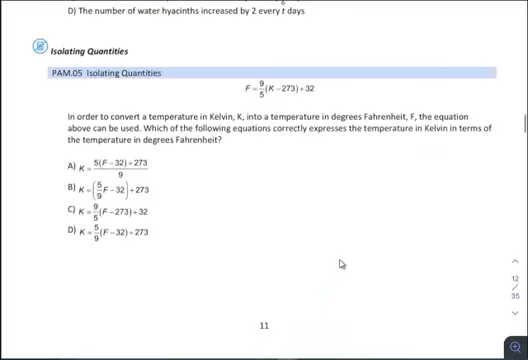 D) The number of water hyacinths increased by 2 every t/6 days
Isolating Quantities
PAM.05 Isolating Quantities
F = 9/5 (K − 273) + 32
In order to convert a temperature in Kelvin, K, into a temperature in degrees Fahrenheit, F, the equation
above can be used. Which of the following equations correctly expresses the temperature in Kelvin in terms of
the temperature in degrees Fahrenheit?
A) K = 5(F − 32) + 273 / 9
B) K = (5/9 F − 32) + 273
C) K = 9/5 (F − 273) + 32
D) K = 5/9 (F − 32) + 273
12
/
35
11